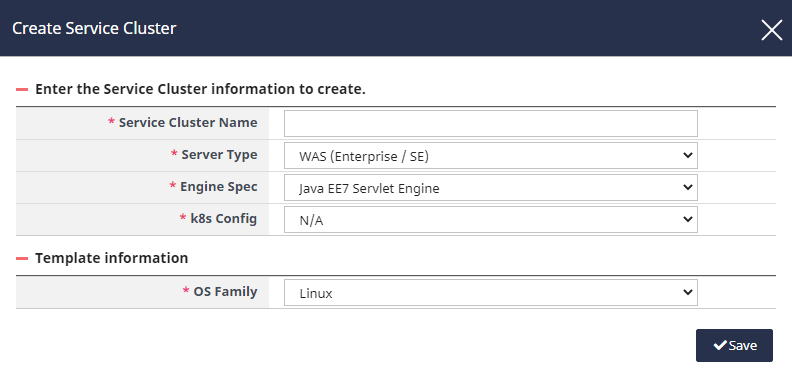 Create Service Cluster
Enter the Service Cluster information to create.
* Service Cluster Name
* Server Type WAS (Enterprise / SE)
* Engine Spec Java EE7 Servlet Engine
* k8s Config N/A
Template information
* OS Family Linux
Save